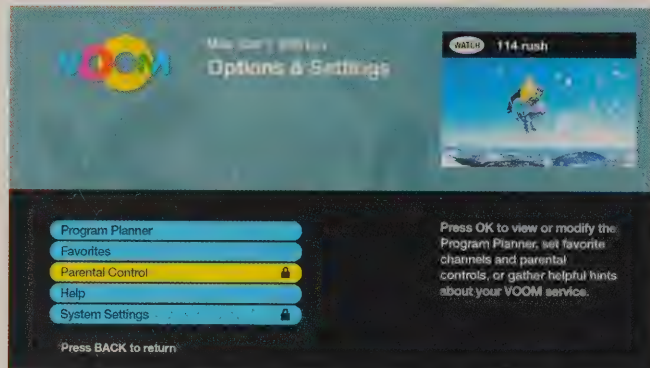 VOOM
Options & Settings
WATCH 114 rush
Program Planner
Favorites
Parental Control
Help
System Settings
Press BACK to return
Press OK to view or modify the
Program Planner, set favorite
channels and parental
controls, or gather helpful hints
about your VOOM service.